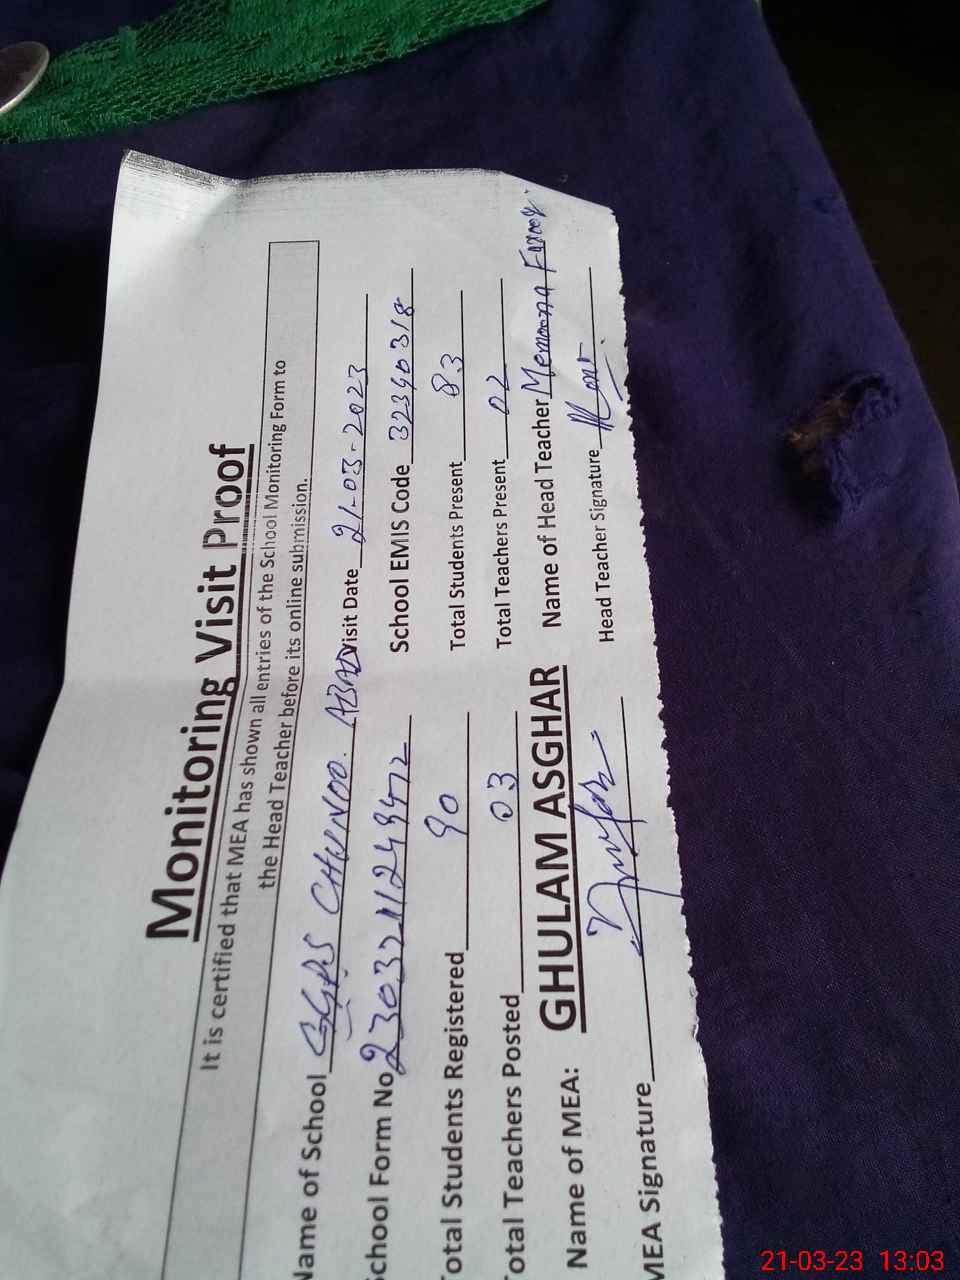 Monitoring Visit Proof
It is certified that MEA has shown all entries of the School Monitoring Form to
the Head Teacher before its online submission.
Name of School GGPS CHUNDO. ABAD Visit Date 21-03-2023
School Form No School EMIS Code 32390318
Total Students Registered 90 Total Students Present 83
Total Teachers Posted 03 Total Teachers Present 02
Name of MEA: GHULAM ASGHAR Name of Head Teacher Memoona Farooq
MEA Signature Head Teacher Signature
21-03-23 13:03